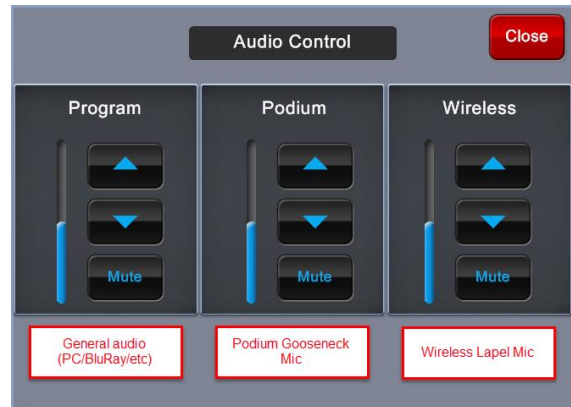 Audio Control
Close
Program
Podium
Wireless
Mute
Mute
Mute
General audio
(PC/BluRay/etc)
Podium Gooseneck
Mic
Wireless Lapel Mic